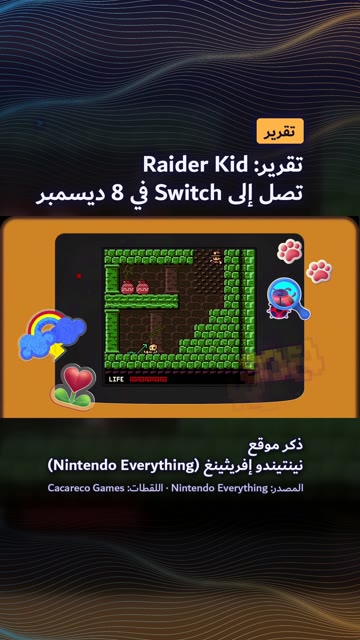 تقرير
تقرير: Raider Kid
تصل إلى Switch في 8 ديسمبر
LIFE
ذكر موقع
نينتيندو إفريثينغ (Nintendo Everything)
المصدر: Nintendo Everything · اللقطات: Cacareco Games